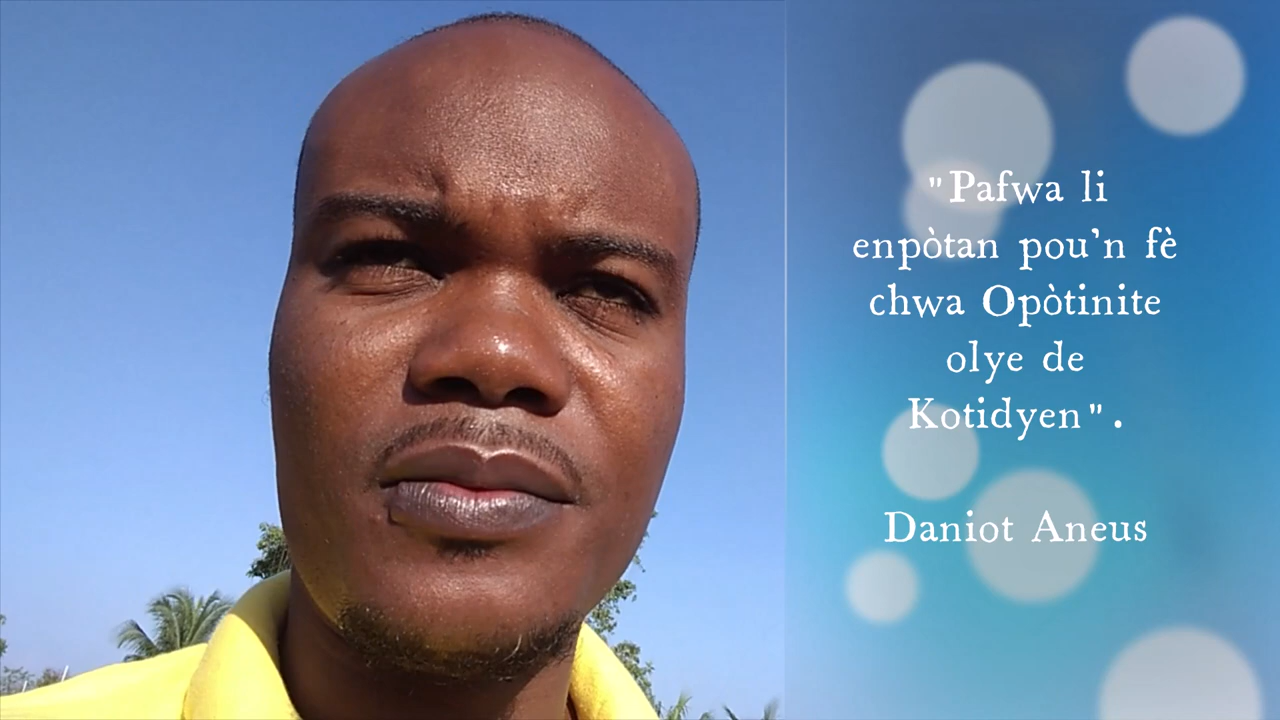 "Pafwa li
enpòtan pou'n fè
chwa Opòtinite
olye de
Kotidyen".
Daniot Aneus